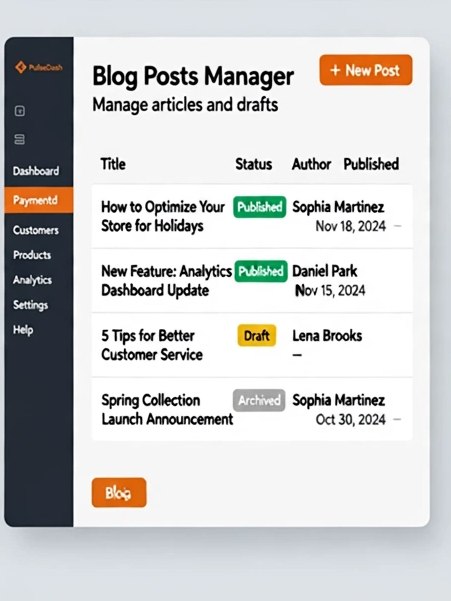 PulseCash
Blog Posts Manager
+ New Post
Manage articles and drafts
Dashboard
Paymentd
Customers
Products
Analytics
Settings
Help
Title Status Author Published
How to Optimize Your Published Sophia Martinez
Store for Holidays Nov 18, 2024 –
New Feature: Analytics Published Daniel Park
Dashboard Update Nov 15, 2024
5 Tips for Better Draft Lena Brooks
Customer Service –
Spring Collection Archived Sophia Martinez
Launch Announcement Oct 30, 2024 –
Blog